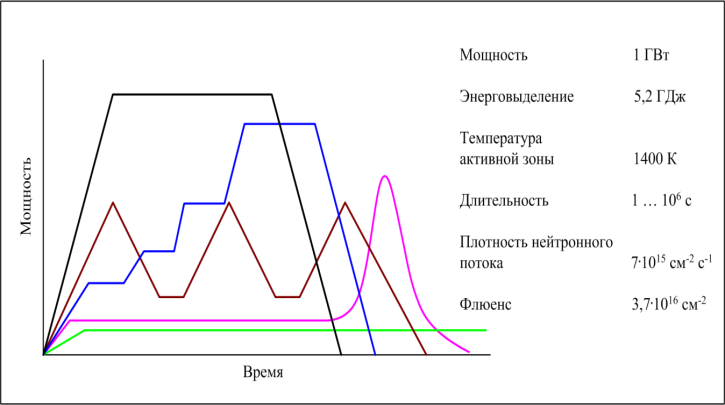 Мощность 1 ГВт
Энерговыделение 5,2 ГДж
Температура
активной зоны 1400 К
Длительность 1 … 10⁶ с
Плотность нейтронного
потока 7·10¹⁵ см⁻² с⁻¹
Флюенс 3,7·10¹⁶ см⁻²
Мощность
Время